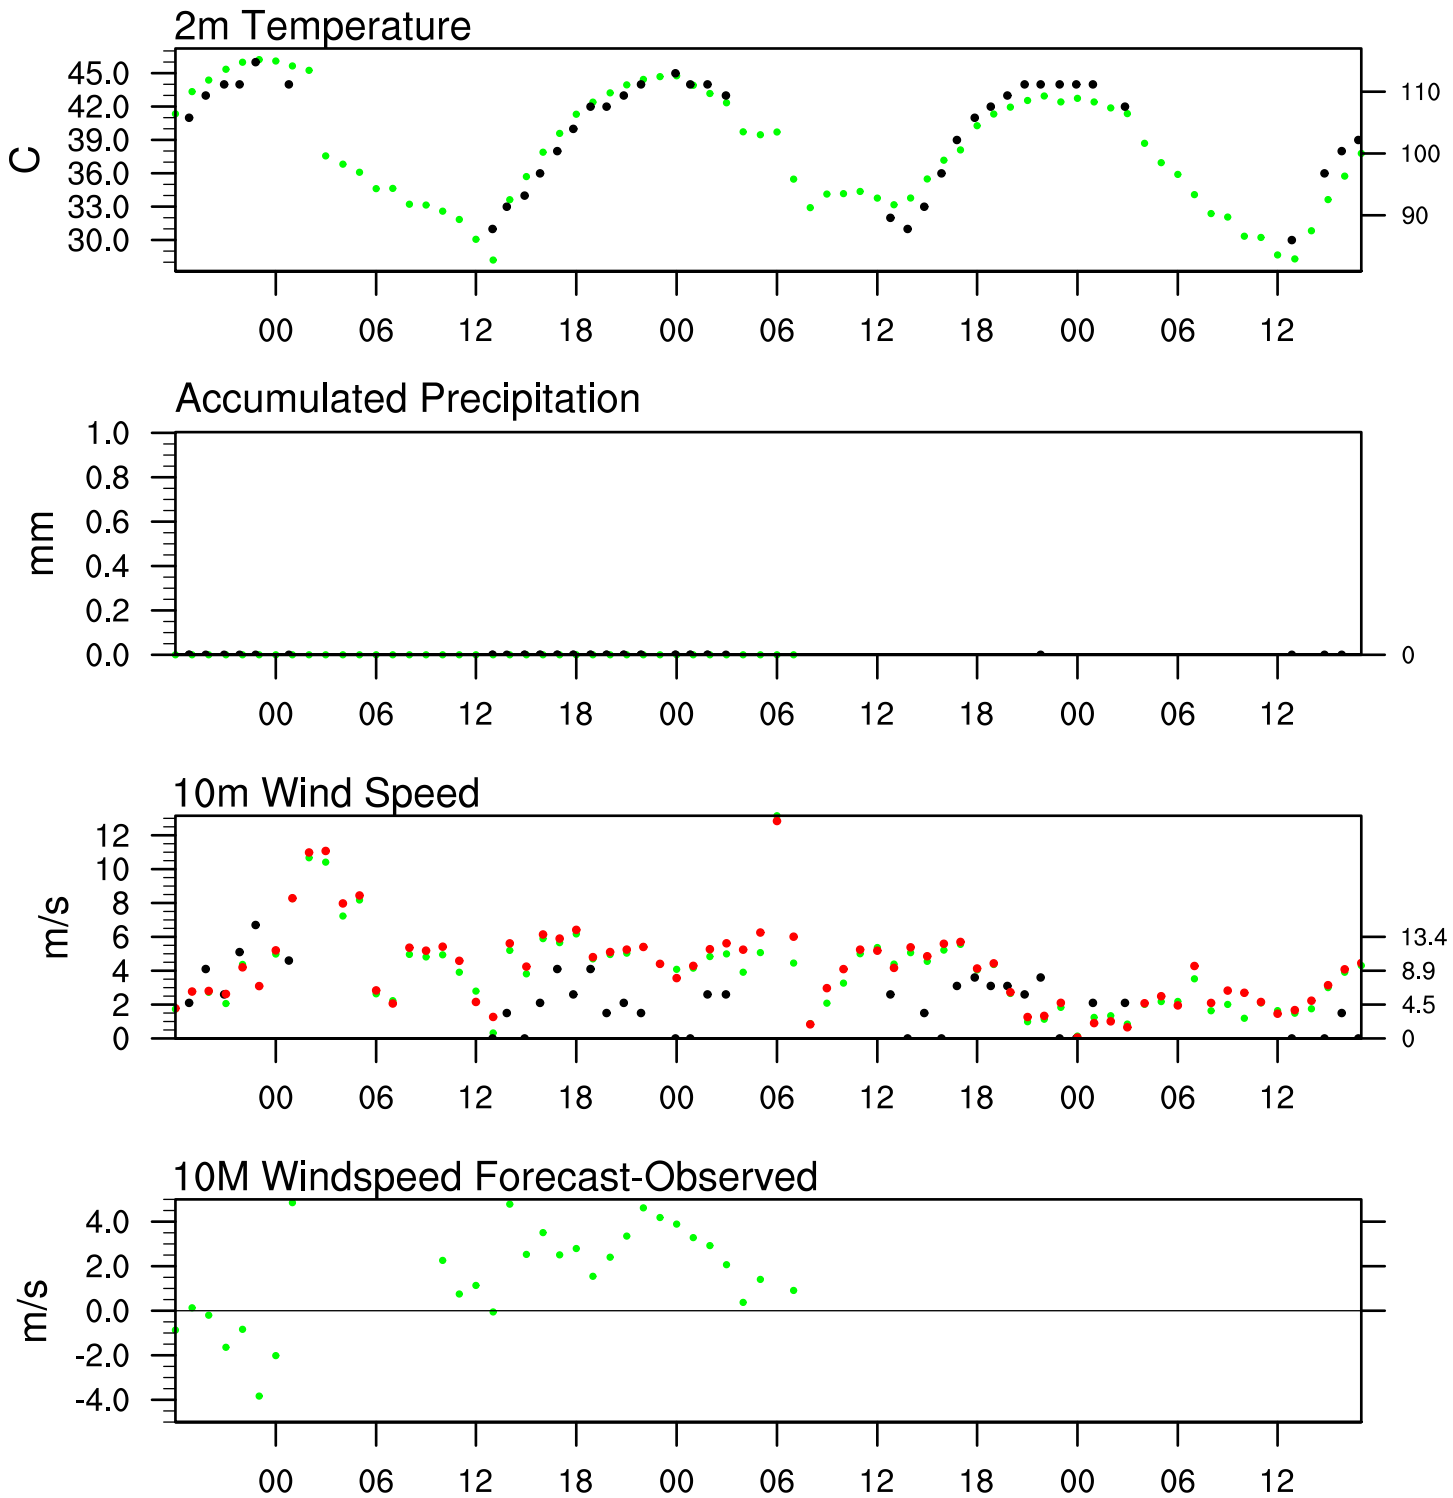 2m Temperature
45.0
42.0
39.0
36.0
33.0
30.0
C
110
100
90
00 06 12 18 00 06 12 18 00 06 12
Accumulated Precipitation
1.0
0.8
0.6
0.4
0.2
0.0
mm
0
00 06 12 18 00 06 12 18 00 06 12
10m Wind Speed
12
10
8
6
4
2
0
m/s
13.4
8.9
4.5
0
00 06 12 18 00 06 12 18 00 06 12
10M Windspeed Forecast-Observed
4.0
2.0
0.0
-2.0
-4.0
m/s
00 06 12 18 00 06 12 18 00 06 12